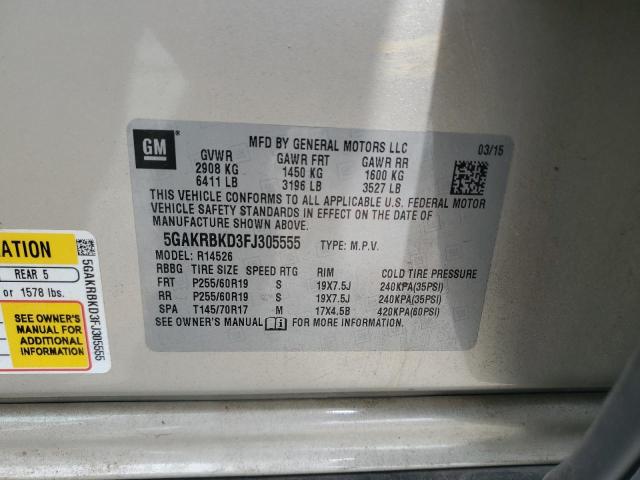 GM
MFD BY GENERAL MOTORS LLC
03/15
GVWR GAWR FRT GAWR RR
2908 KG 1450 KG 1600 KG
6411 LB 3196 LB 3527 LB
THIS VEHICLE CONFORMS TO ALL APPLICABLE U.S. FEDERAL MOTOR
VEHICLE SAFETY STANDARDS IN EFFECT ON THE DATE OF
MANUFACTURE SHOWN ABOVE.
5GAKRBKD3FJ305555 TYPE: M.P.V.
MODEL: R14526
RBBG TIRE SIZE SPEED RTG RIM COLD TIRE PRESSURE
FRT P255/60R19 S 19X7.5J 240KPA(35PSI)
RR P255/60R19 S 19X7.5J 240KPA(35PSI)
SPA T145/70R17 M 17X4.5B 420KPA(60PSI)
SEE OWNER'S MANUAL FOR MORE INFORMATION.
REAR 5
or 1578 lbs.
SEE OWNER'S
MANUAL FOR
ADDITIONAL
INFORMATION
5GAKRBKD3FJ305555